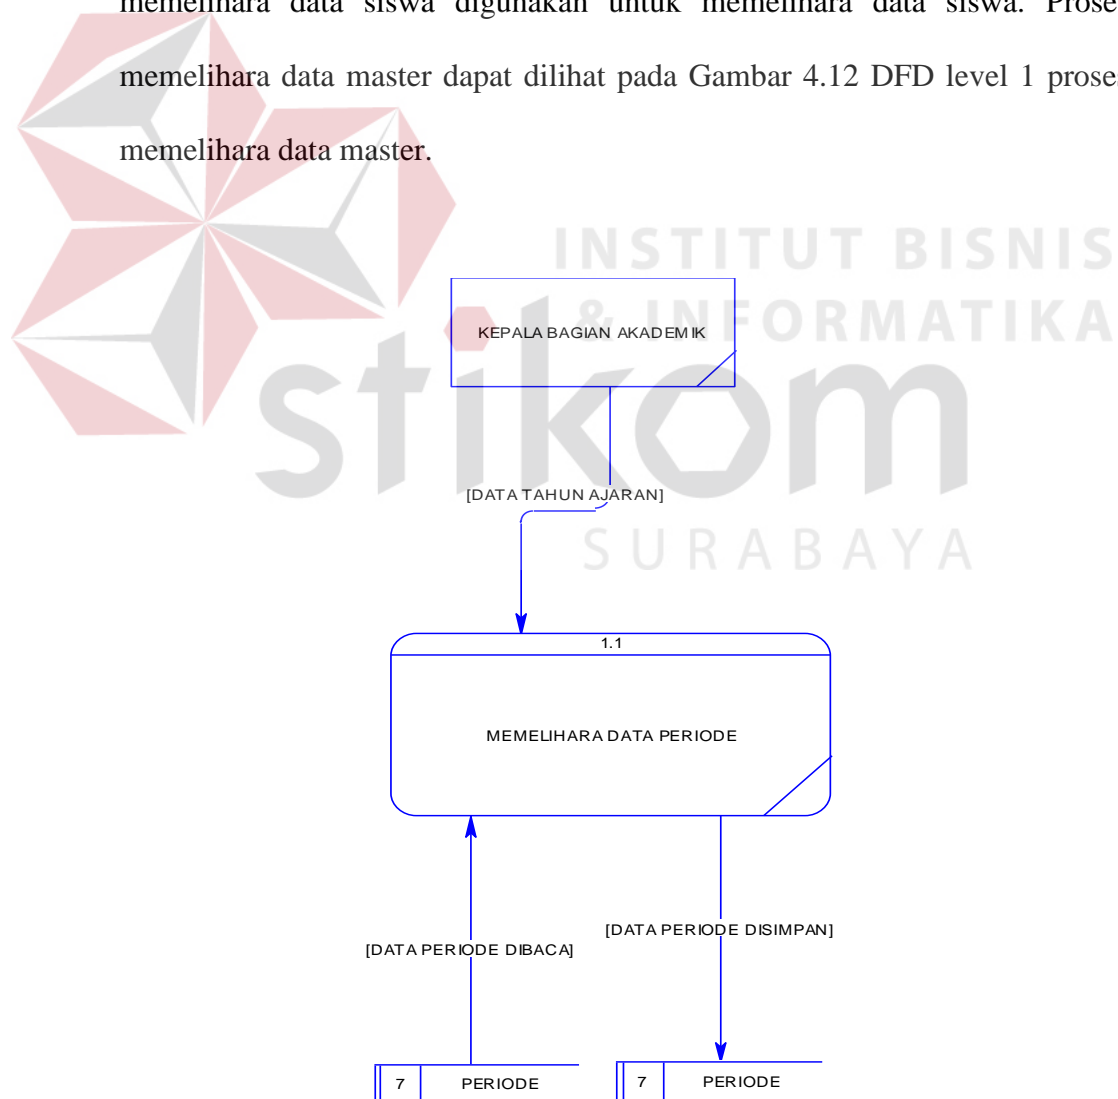 memelihara data siswa digunakan untuk memelihara data siswa. Prose
memelihara data master dapat dilihat pada Gambar 4.12 DFD level 1 prose
memelihara data master.
INSTITUT BISNIS
& INFORMATIKA
stikom
SURABAYA
KEPALA BAGIAN AKADEMIK
[DATA TAHUN AJARAN]
1.1
MEMELIHARA DATA PERIODE
[DATA PERIODE DISIMPAN]
[DATA PERIODE DIBACA]
7 PERIODE
7 PERIODE